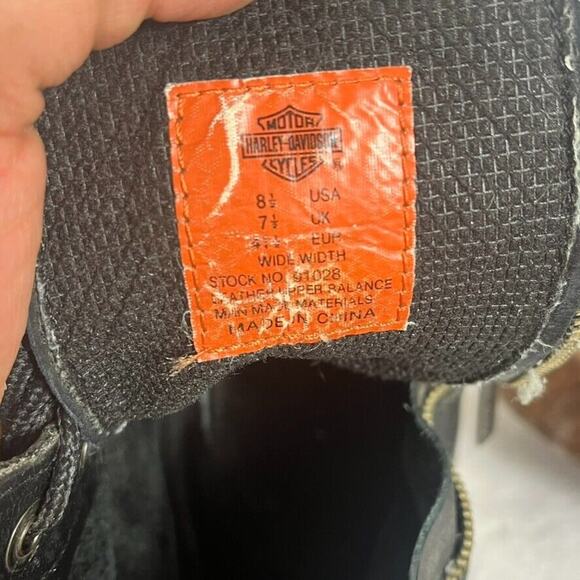 MOTOR
HARLEY-DAVIDSON
CYCLES
8½ USA
7½ UK
EUR
WIDE WIDTH
STOCK NO. 91028
LEATHER UPPER BALANCE
MAN MADE MATERIALS
MADE IN CHINA